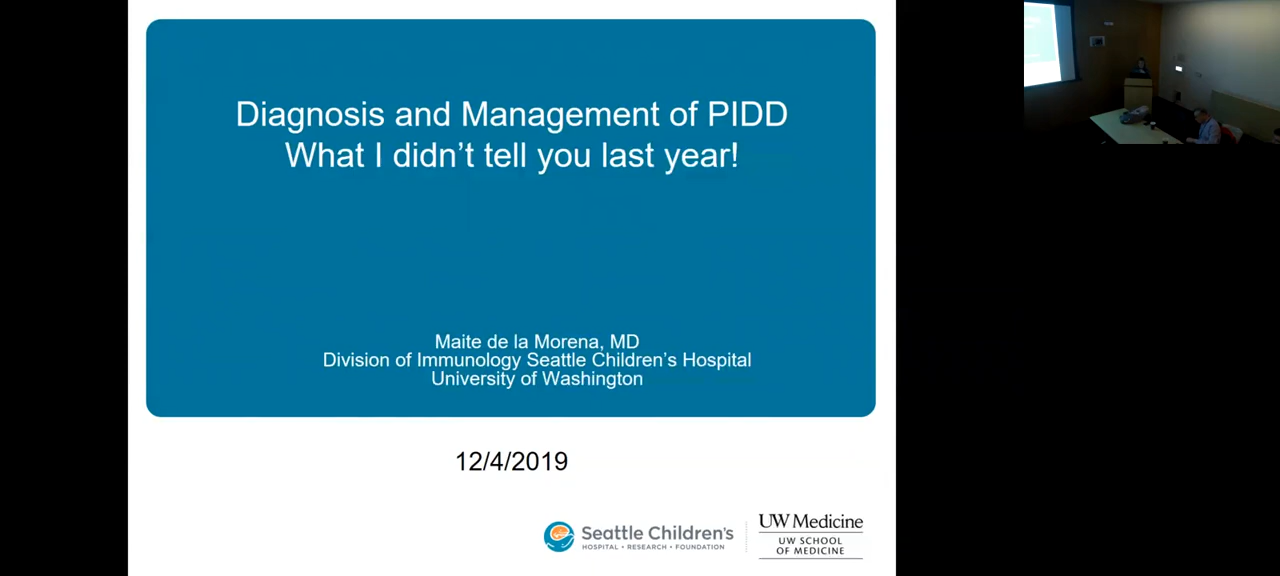 Diagnosis and Management of PIDD
What I didn't tell you last year!
Maite de la Morena, MD
Division of Immunology Seattle Children's Hospital
University of Washington
12/4/2019
Seattle Children's
HOSPITAL • RESEARCH • FOUNDATION
UW Medicine
UW SCHOOL
OF MEDICINE